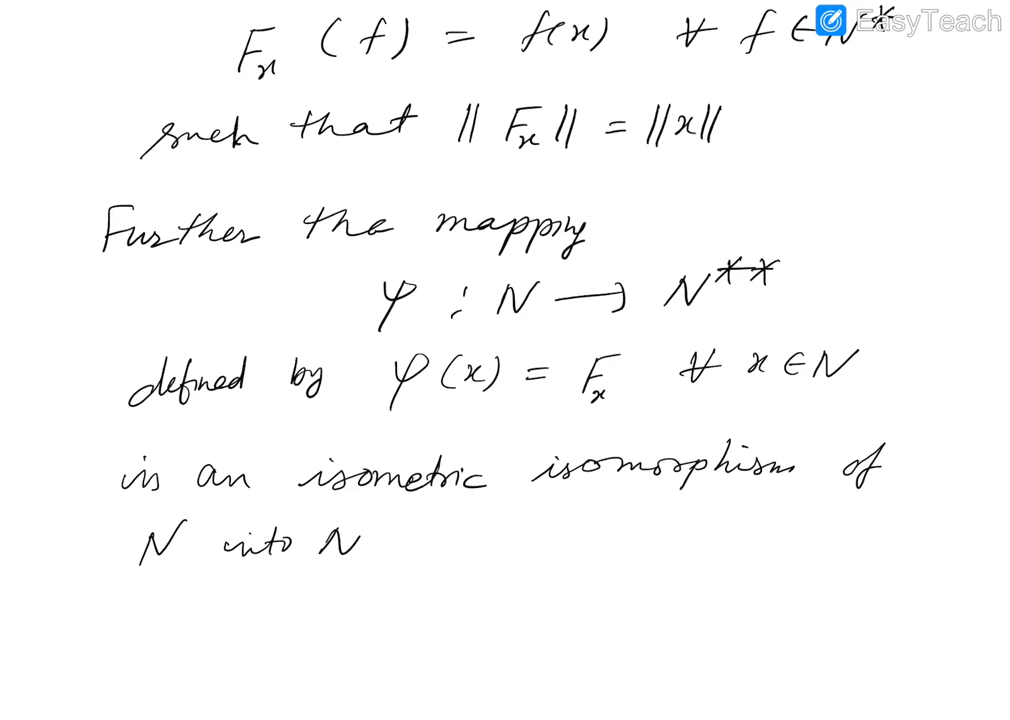 EasyTeach
F_x (f) = f(x) ∀ f ∈ N*
such that ||F_x|| = ||x||
Further the mapping
φ : N → N**
defined by φ(x) = F_x ∀ x ∈ N
is an isometric isomorphism of
N into N